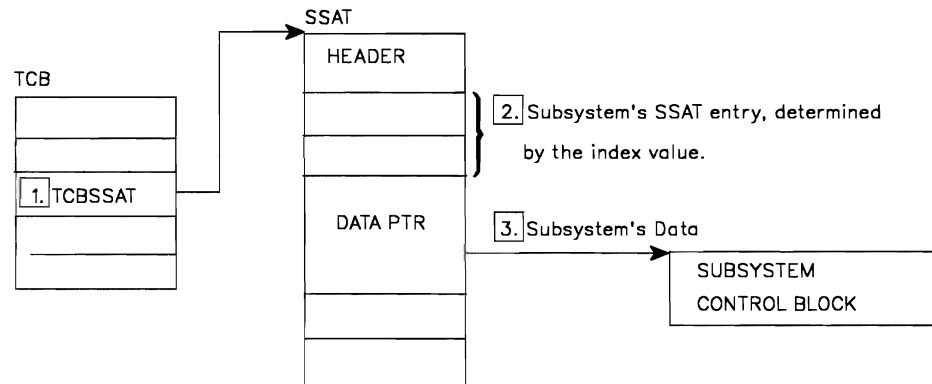 SSAT
HEADER
TCB
2. Subsystem's SSAT entry, determined
by the index value.
1. TCBSSAT
DATA PTR
3. Subsystem's Data
SUBSYSTEM
CONTROL BLOCK